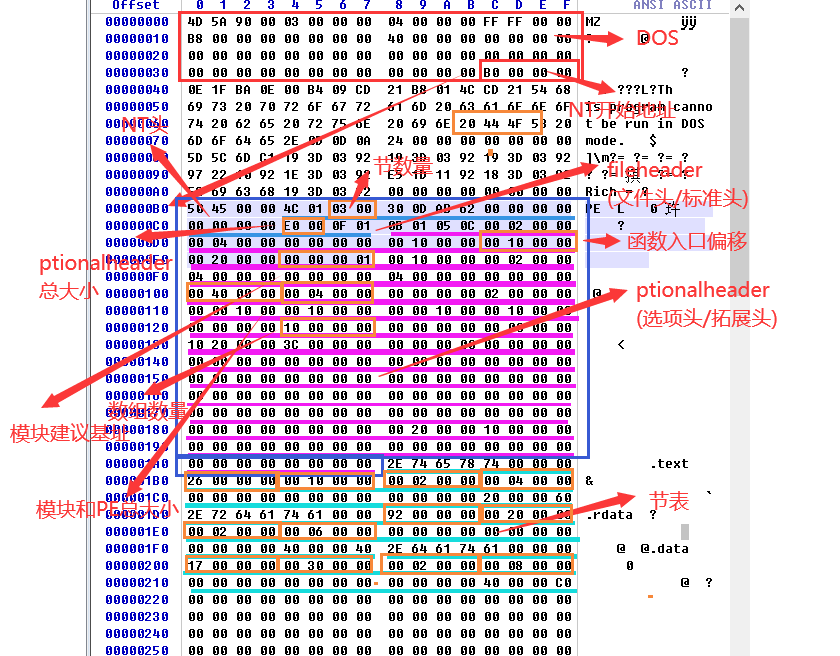 Offset 0 1 2 3 4 5 6 7 8 9 A B C D E F ANSI ASCII
00000000 4D 5A 90 00 03 00 00 00 04 00 00 00 FF FF 00 00 MZ ÿÿ
00000010 B8 00 00 00 00 00 00 00 40 00 00 00 00 00 00 00 ? @
DOS
00000020 00 00 00 00 00 00 00 00 00 00 00 00 00 00 00 00
00000030 00 00 00 00 00 00 00 00 00 00 00 00 B0 00 00 00 ?
00000040 0E 1F BA 0E 00 B4 09 CD 21 B8 01 4C CD 21 54 68 ???L?Th
00000050 69 73 20 70 72 6F 67 72 61 6D 20 63 61 6F is program canno
NT开始地址
NT头
00000060 74 20 62 65 20 72 75 6E 20 69 6E 20 44 4F 53 20 t be run in DOS
00000070 6D 6F 64 65 2E 0D 0D 0A 24 00 00 00 00 00 00 00 mode. $
00000080 5D 5C 6D C1 19 3D 03 92 19 3D 03 92 19 3D 03 92 ]\m?= ?= ?= ?
节数量
fileheader
00000090 97 22 10 92 1E 3D 03 92 11 92 18 3D 03 92
(文件头/标准头)
000000A0 69 63 68 19 3D 03 92 00 00 00 00 00 00 00 00 Rich = ?
000000B0 50 45 00 00 4C 01 03 00 30 0D 62 00 00 00 00 PE L
000000C0 00 00 00 00 E0 00 0F 01 0B 01 05 0C 00 02 00 00 ?
000000D0 00 04 00 00 00 00 00 00 00 10 00 00 00 10 00 00
函数入口偏移
000000E0 00 20 00 00 00 00 00 01 00 10 00 00 00 02 00 00
ptionalheader
总大小
000000F0 04 00 00 00 00 00 00 00 04 00 00 00 00 00 00 00
00000100 00 40 00 00 00 04 00 00 00 00 00 00 02 00 00 00 @
ptionalheader
(选项头/拓展头)
00000110 00 00 10 00 00 10 00 00 00 00 10 00 00 10 00 00
00000120 00 00 00 00 10 00 00 00 00 00 00 00 00 00 00 00
00000130 10 20 00 00 3C 00 00 00 00 00 00 00 00 00 00 00 <
00000140 00 00 00 00 00 00 00 00 00 00 00 00 00 00 00 00
00000150 00 00 00 00 00 00 00 00 00 00 00 00 00 00 00 00
00000160 00 00 00 00 00 00 00 00 00 00 00 00 00 00 00 00
数组数量
00000170 00 00 00 00 00 00 00 00 00 00 00 00 00 00 00 00
模块建议基址
00000180 00 00 00 00 00 00 00 00 00 20 00 00 00 10 00 00
00000190 00 00 00 00 00 00 00 00 00 00 00 00 00 00 00 00
000001A0 00 00 00 00 00 00 00 00 2E 74 65 78 74 00 00 00 .text
000001B0 26 00 00 00 00 10 00 00 00 02 00 00 00 04 00 00 &
000001C0 00 00 00 00 00 00 00 00 00 00 00 00 20 00 00 60 `
节表
模块和PE总大小
000001D0 2E 72 64 61 74 61 00 00 92 00 00 00 00 20 00 00 .rdata ?
000001E0 00 02 00 00 00 06 00 00 00 00 00 00 00 00 00 00
000001F0 00 00 00 00 40 00 00 40 2E 64 61 74 61 00 00 00 @ @.data
00000200 17 00 00 00 00 30 00 00 00 02 00 00 00 08 00 00 0
00000210 00 00 00 00 00 00 00 00 00 00 00 00 40 00 00 C0 @ ?
00000220 00 00 00 00 00 00 00 00 00 00 00 00 00 00 00 00
00000230 00 00 00 00 00 00 00 00 00 00 00 00 00 00 00 00
00000240 00 00 00 00 00 00 00 00 00 00 00 00 00 00 00 00
00000250 00 00 00 00 00 00 00 00 00 00 00 00 00 00 00 00